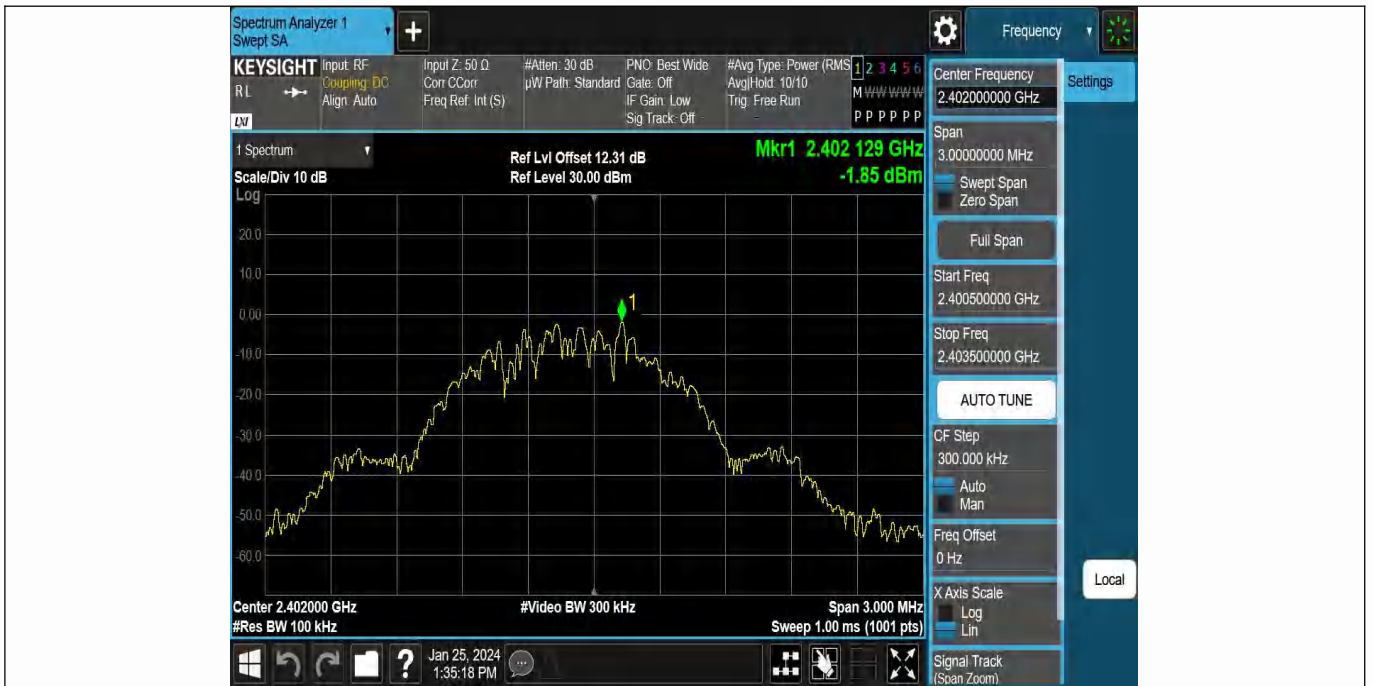 Spectrum Analyzer 1
Swept SA
+
Frequency
KEYSIGHT
R L
LXI
Input: RF
Coupling: DC
Align: Auto
Input Z: 50 Ω
Corr CCorr
Freq Ref: Int (S)
#Atten: 30 dB
µW Path: Standard
PNO: Best Wide
Gate: Off
IF Gain: Low
Sig Track: Off
#Avg Type: Power (RMS
Avg|Hold: 10/10
Trig: Free Run
1 2 3 4 5 6
M W W W W W
P P P P P P
1 Spectrum
Scale/Div 10 dB
Ref Lvl Offset 12.31 dB
Ref Level 30.00 dBm
Mkr1 2.402 129 GHz
-1.85 dBm
Log
20.0
10.0
0.00
-10.0
-20.0
-30.0
-40.0
-50.0
-60.0
1
Center 2.402000 GHz
#Res BW 100 kHz
#Video BW 300 kHz
Span 3.000 MHz
Sweep 1.00 ms (1001 pts)
Center Frequency
2.402000000 GHz
Settings
Span
3.00000000 MHz
Swept Span
Zero Span
Full Span
Start Freq
2.400500000 GHz
Stop Freq
2.403500000 GHz
AUTO TUNE
CF Step
300.000 kHz
Auto
Man
Freq Offset
0 Hz
X Axis Scale
Log
Lin
Local
Signal Track
(Span Zoom)
?
Jan 25, 2024
1:35:18 PM